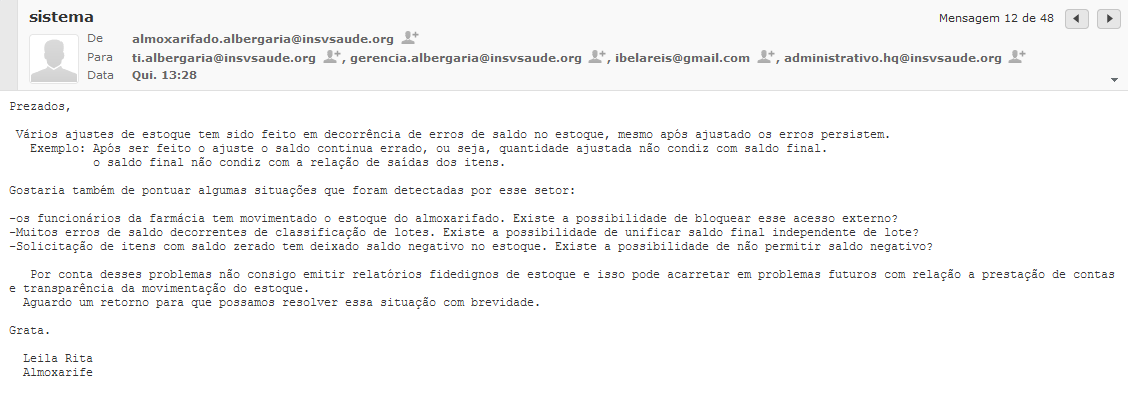 sistema
Mensagem 12 de 48
De almoxarifado.albergaria@insvsaude.org
Para ti.albergaria@insvsaude.org , gerencia.albergaria@insvsaude.org , ibelareis@gmail.com , administrativo.hq@insvsaude.org
Data Qui. 13:28
Prezados,
Vários ajustes de estoque tem sido feito em decorrência de erros de saldo no estoque, mesmo após ajustado os erros persistem.
Exemplo: Após ser feito o ajuste o saldo continua errado, ou seja, quantidade ajustada não condiz com saldo final.
o saldo final não condiz com a relação de saídas dos itens.
Gostaria também de pontuar algumas situações que foram detectadas por esse setor:
-os funcionários da farmácia tem movimentado o estoque do almoxarifado. Existe a possibilidade de bloquear esse acesso externo?
-Muitos erros de saldo decorrentes de classificação de lotes. Existe a possibilidade de unificar saldo final independente de lote?
-Solicitação de itens com saldo zerado tem deixado saldo negativo no estoque. Existe a possibilidade de não permitir saldo negativo?
Por conta desses problemas não consigo emitir relatórios fidedignos de estoque e isso pode acarretar em problemas futuros com relação a prestação de contas
e transparência da movimentação do estoque.
Aguardo um retorno para que possamos resolver essa situação com brevidade.
Grata.
Leila Rita
Almoxarife